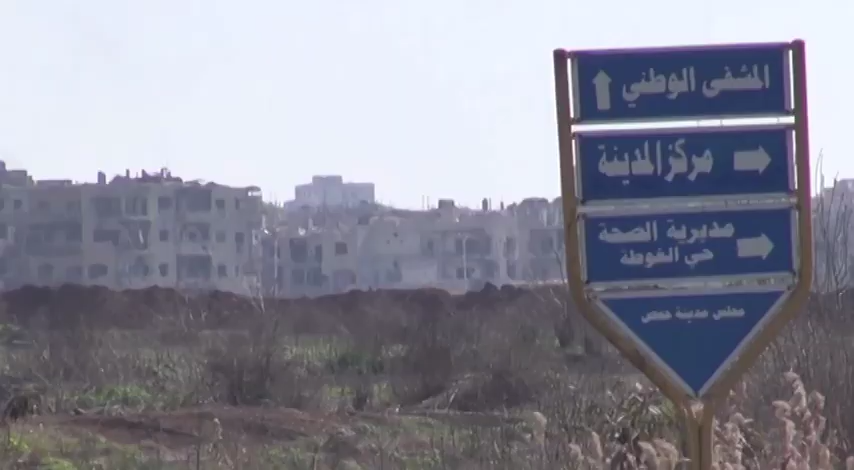 المشفى الوطني
مركز المدينة
مديرية الصحة
حي الغوطة
مجلس مدينة حمص